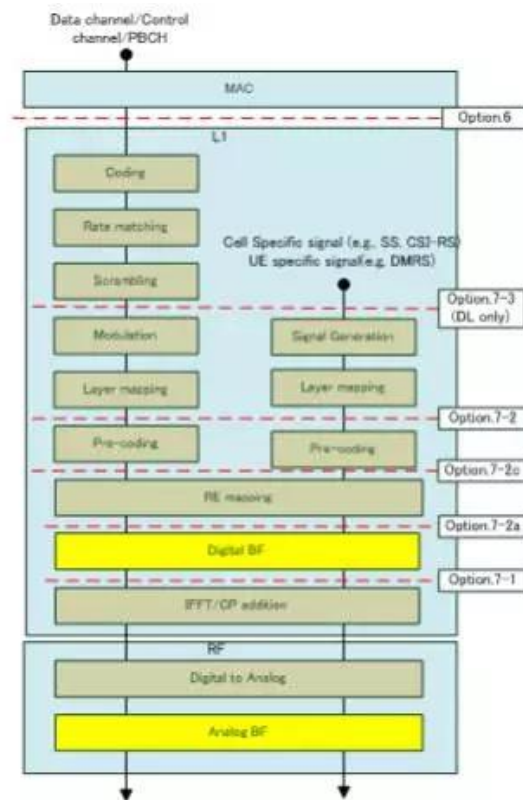 Data channel/Control
channel/PBCH
MAC
Option.6
L1
Coding
Rate matching
Cell Specific signal (e.g., SS, CSI-RS)
UE specific signal(e.g. DMRS)
Scrambling
Option.7-3
(DL only)
Modulation
Signal Generation
Layer mapping
Layer mapping
Option.7-2
Pre-coding
Pre-coding
Option.7-2c
RE mapping
Option.7-2a
Digital BF
Option.7-1
IFFT/CP addition
RF
Digital to Analog
Analog BF